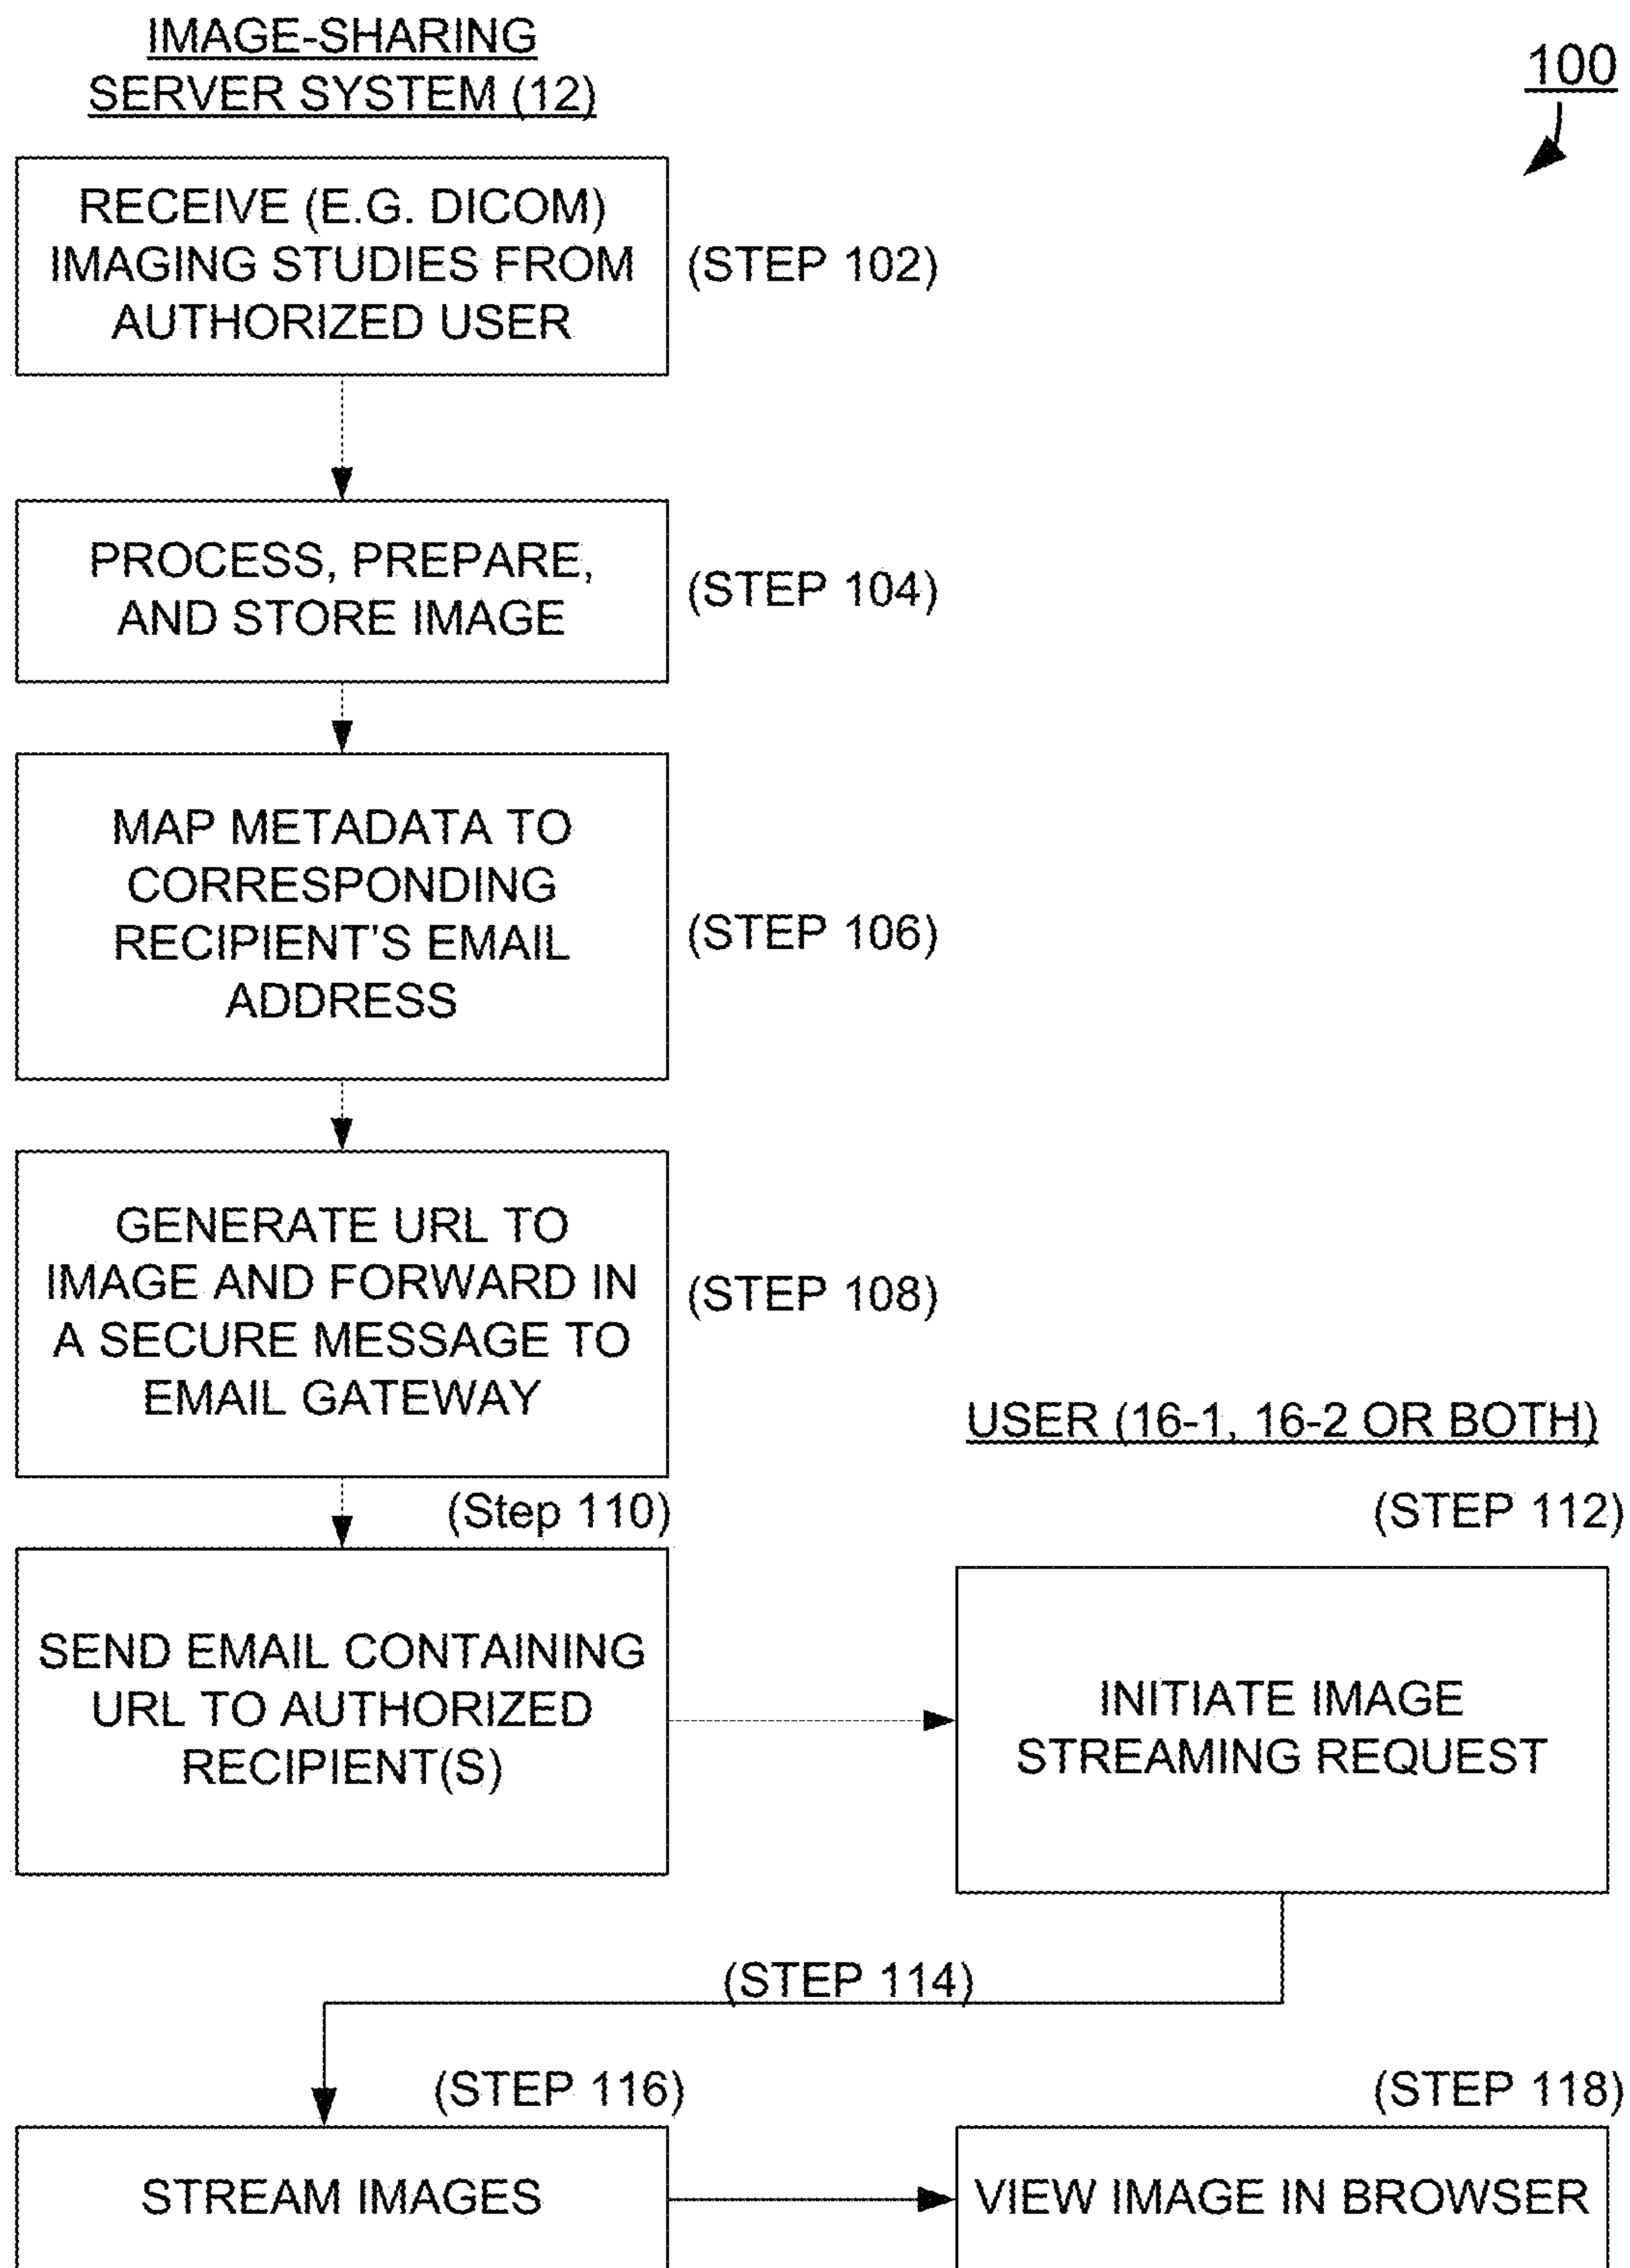 IMAGE-SHARING
SERVER SYSTEM (12)
100
RECEIVE (E.G. DICOM)
IMAGING STUDIES FROM
AUTHORIZED USER
(STEP 102)
PROCESS, PREPARE,
AND STORE IMAGE
(STEP 104)
MAP METADATA TO
CORRESPONDING
RECIPIENT'S EMAIL
ADDRESS
(STEP 106)
GENERATE URL TO
IMAGE AND FORWARD IN
A SECURE MESSAGE TO
EMAIL GATEWAY
(STEP 108)
USER (16-1, 16-2 OR BOTH)
(Step 110)
(STEP 112)
SEND EMAIL CONTAINING
URL TO AUTHORIZED
RECIPIENT(S)
INITIATE IMAGE
STREAMING REQUEST
(STEP 114)
(STEP 116)
(STEP 118)
STREAM IMAGES
VIEW IMAGE IN BROWSER